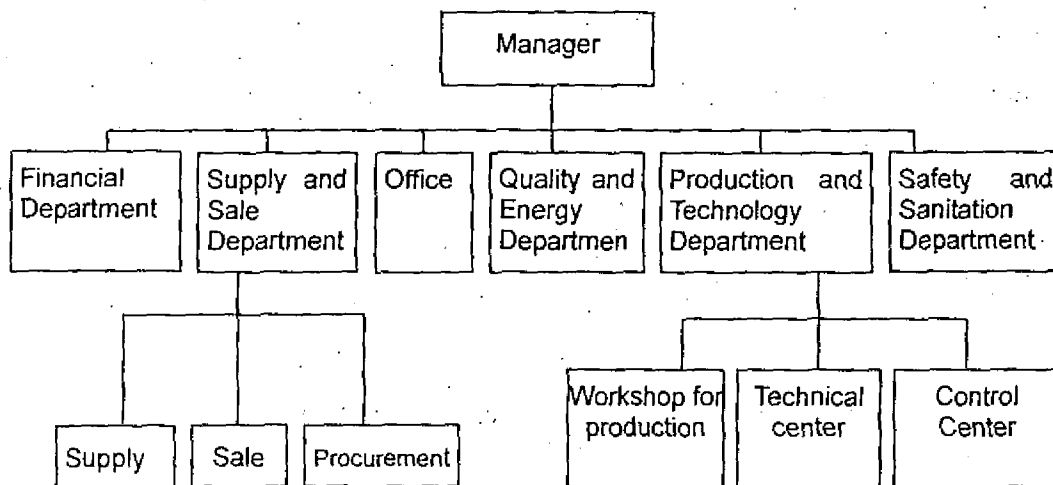 Manager
Financial
Department
Supply and
Sale
Department
Office
Quality and
Energy
Departmen
Production and
Technology
Department
Safety and
Sanitation
Department
Supply
Sale
Procurement
Workshop for
production
Technical
center
Control
Center